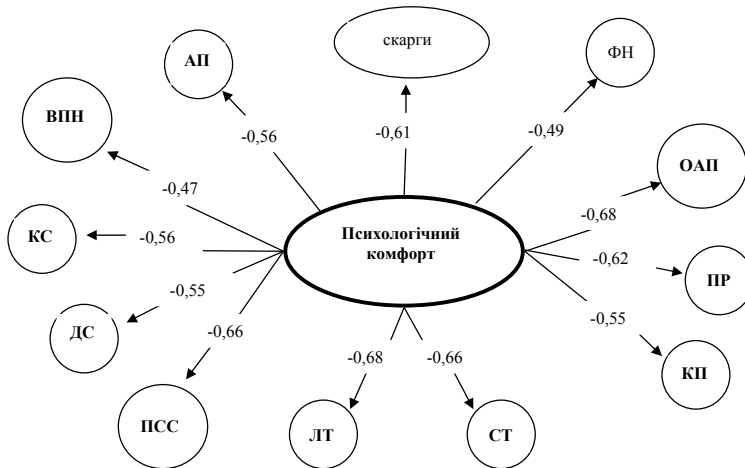 скарги
ФН
АП
ВПН
-0,61
-0,49
-0,56
ОАП
-0,47
-0,68
КС
-0,56
Психологічний
комфорт
-0,62
ПР
-0,55
-0,55
ДС
-0,66
-0,68
-0,66
КП
ПСС
ЛТ
СТ